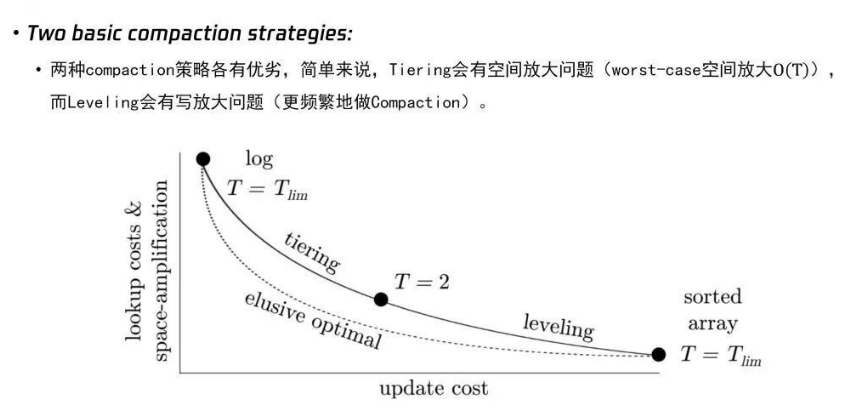 • Two basic compaction strategies:
• 两种compaction策略各有优劣，简单来说，Tiering会有空间放大问题（worst-case空间放大O(T)），
而Leveling会有写放大问题（更频繁地做Compaction）。
log
T = T_lim
tiering
T = 2
elusive optimal
leveling
sorted
array
T = T_lim
lookup costs &
space-amplification
update cost